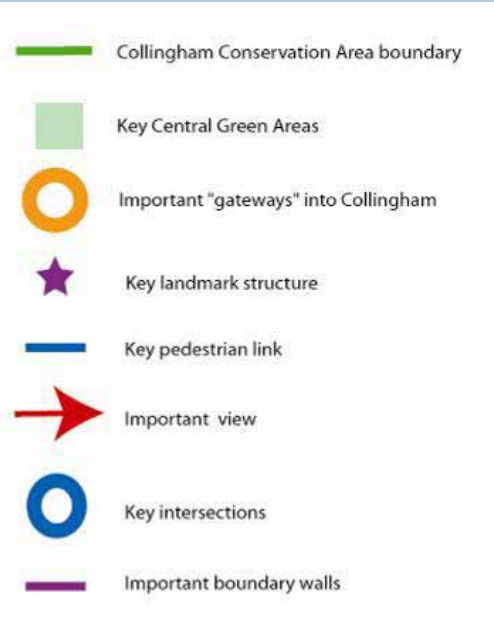 Collingham Conservation Area boundary
Key Central Green Areas
Important "gateways" into Collingham
Key landmark structure
Key pedestrian link
Important view
Key intersections
Important boundary walls